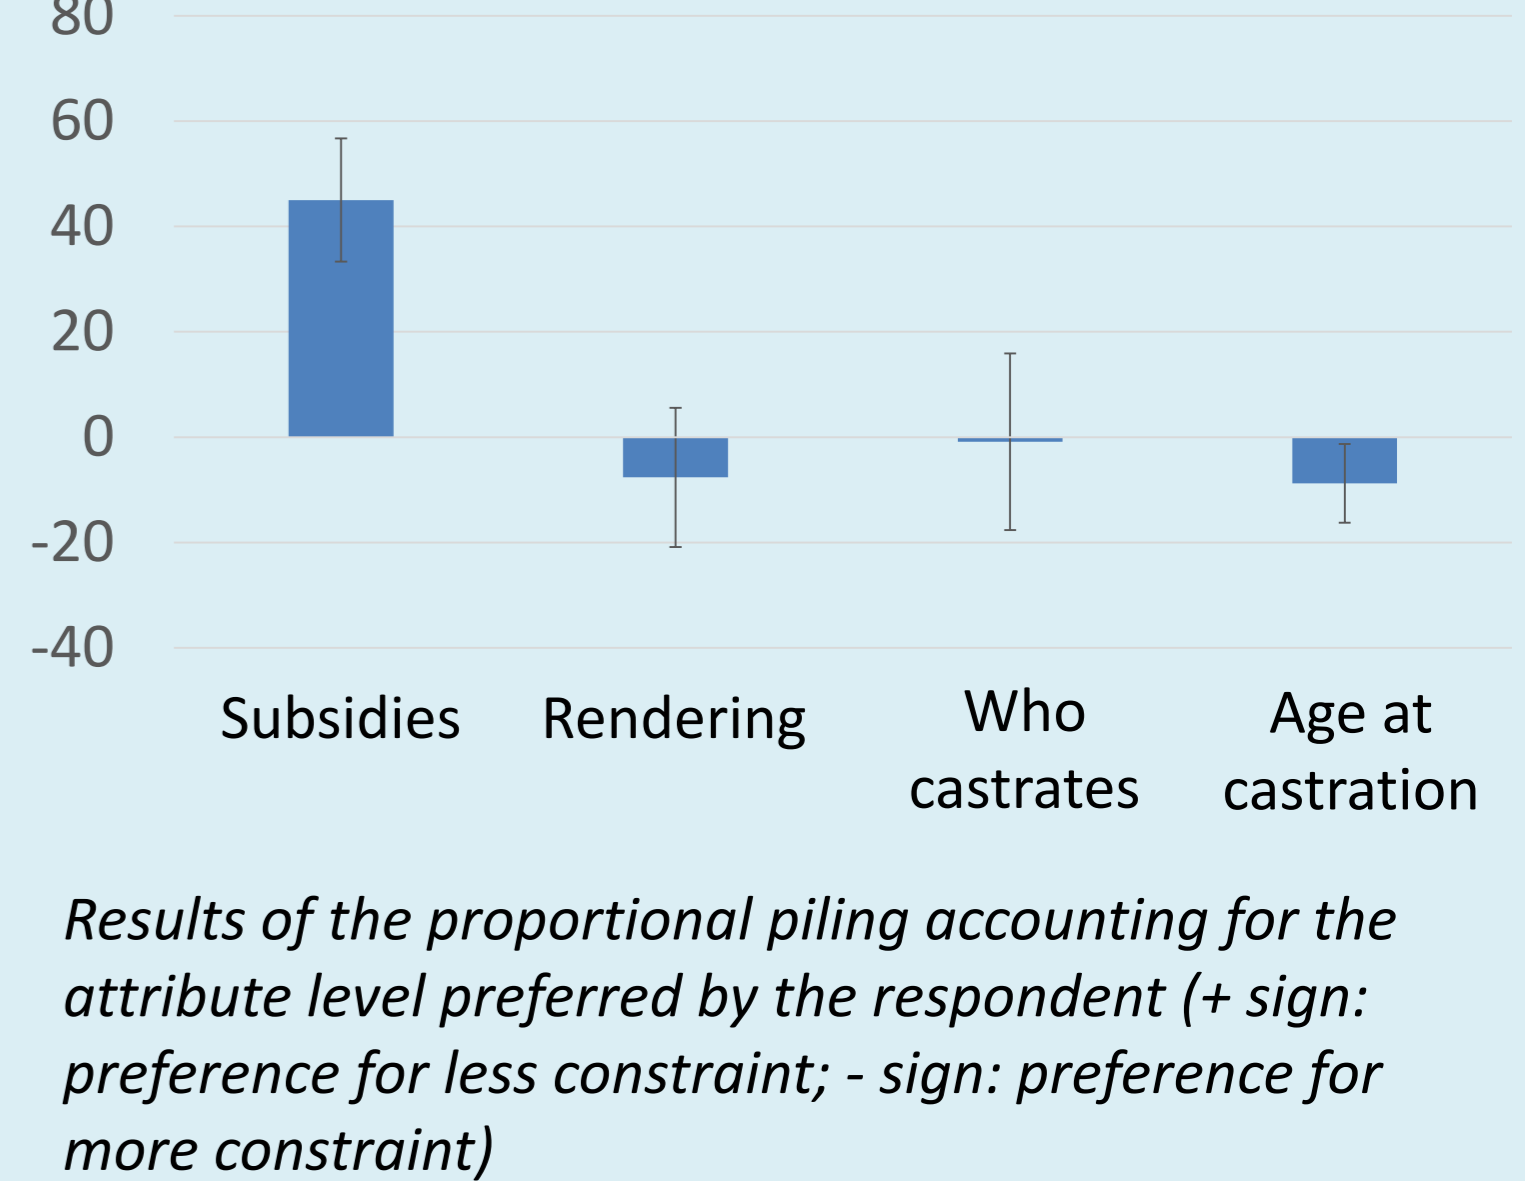 80
60
40
20
0
-20
-40
Subsidies Rendering Who castrates Age at castration
Results of the proportional piling accounting for the
attribute level preferred by the respondent (+ sign:
preference for less constraint; - sign: preference for
more constraint)